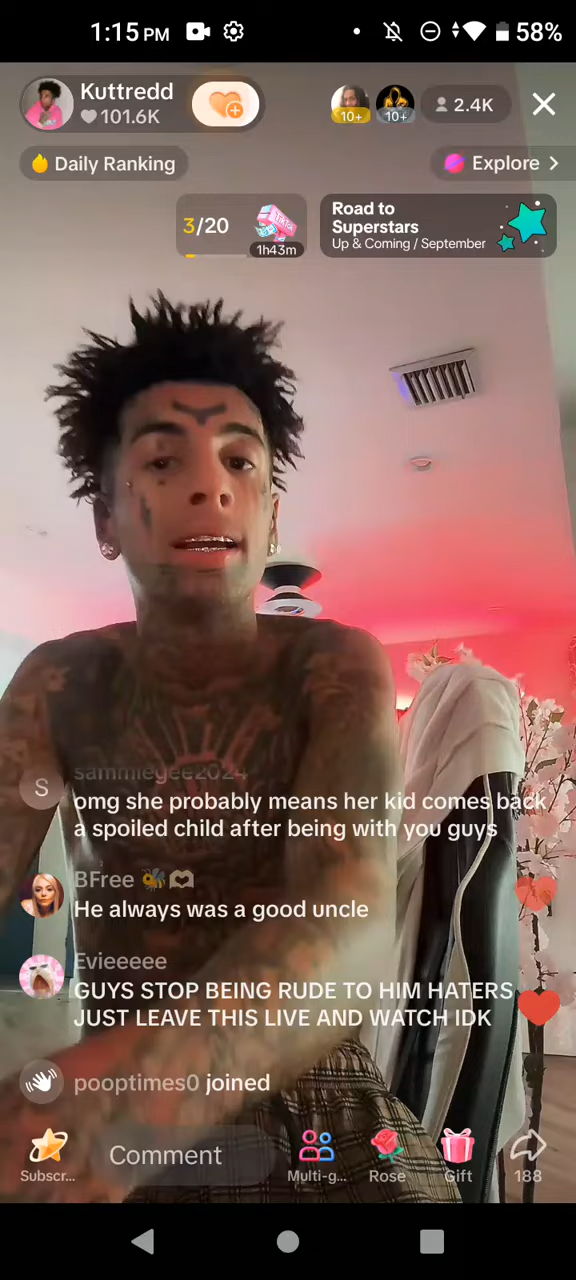 1:15 PM
58%
Kuttredd
101.6K
10+
10+
2.4K
Daily Ranking
Explore >
3/20
TikTok
1h43m
Road to
Superstars
Up & Coming / September
sammiegee2024
S
omg she probably means her kid comes back
a spoiled child after being with you guys
BFree 🐝🫶
He always was a good uncle
Evieeeee
GUYS STOP BEING RUDE TO HIM HATERS
JUST LEAVE THIS LIVE AND WATCH IDK
pooptimes0 joined
Subscr...
Comment
Multi-g...
Rose
Gift
188